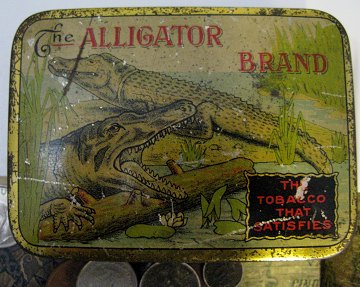 The ALLIGATOR
BRAND
THE
TOBACCO
THAT
SATISFIES